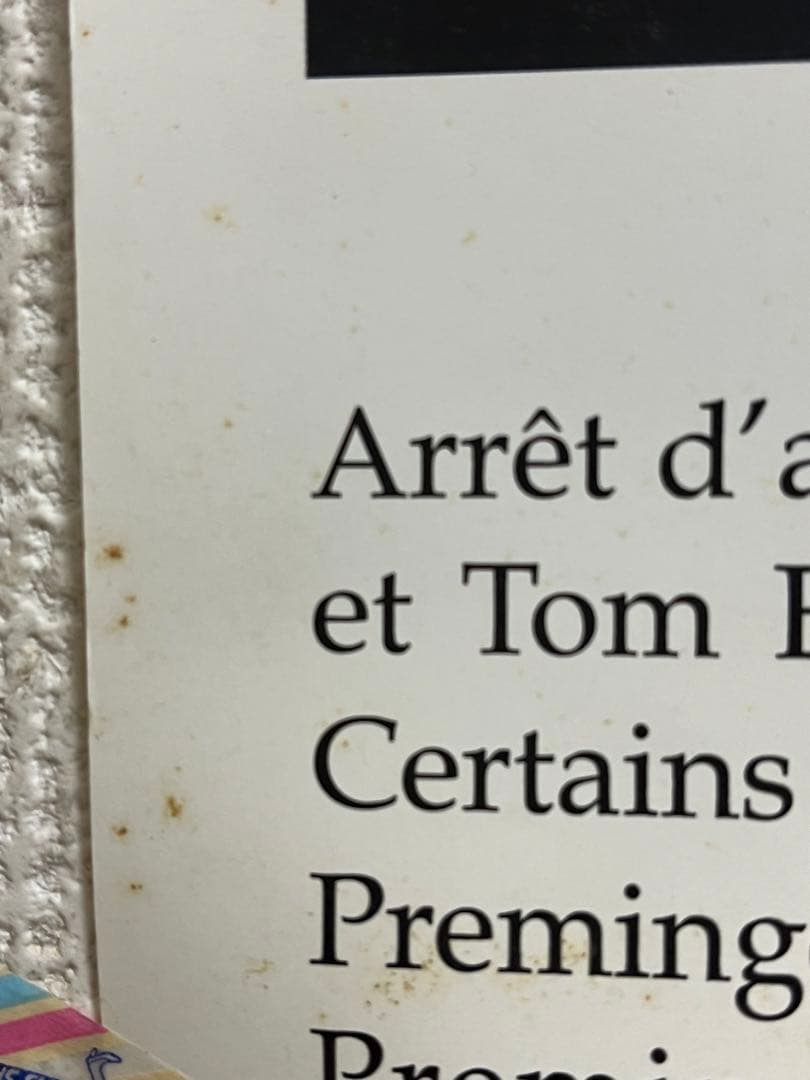 Arrêt d'a
et Tom
Certains
Preming